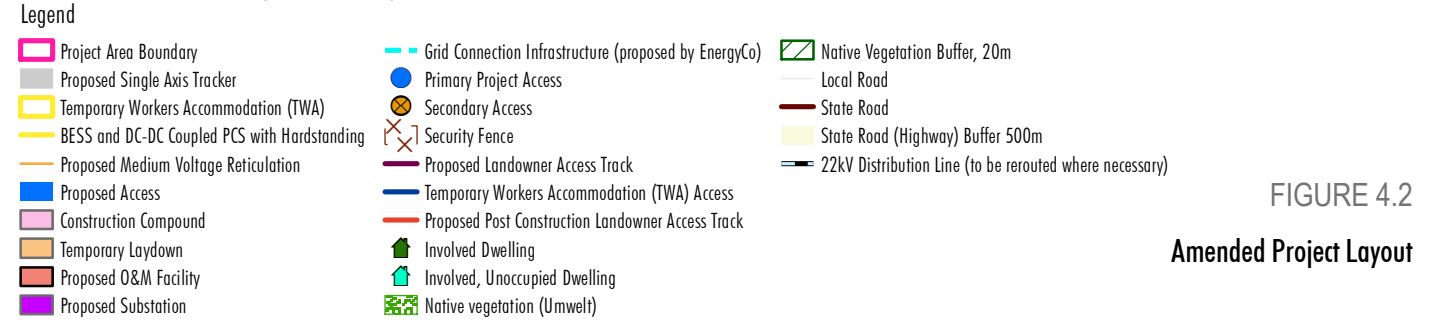 Legend
Project Area Boundary
Proposed Single Axis Tracker
Temporary Workers Accommodation (TWA)
BESS and DC-DC Coupled PCS with Hardstanding
Proposed Medium Voltage Reticulation
Proposed Access
Construction Compound
Temporary Laydown
Proposed O&M Facility
Proposed Substation
Grid Connection Infrastructure (proposed by EnergyCo)
Primary Project Access
Secondary Access
Security Fence
Proposed Landowner Access Track
Temporary Workers Accommodation (TWA) Access
Proposed Post Construction Landowner Access Track
Involved Dwelling
Involved, Unoccupied Dwelling
Native vegetation (Umwelt)
Native Vegetation Buffer, 20m
Local Road
State Road
State Road (Highway) Buffer 500m
22kV Distribution Line (to be rerouted where necessary)
FIGURE 4.2
Amended Project Layout